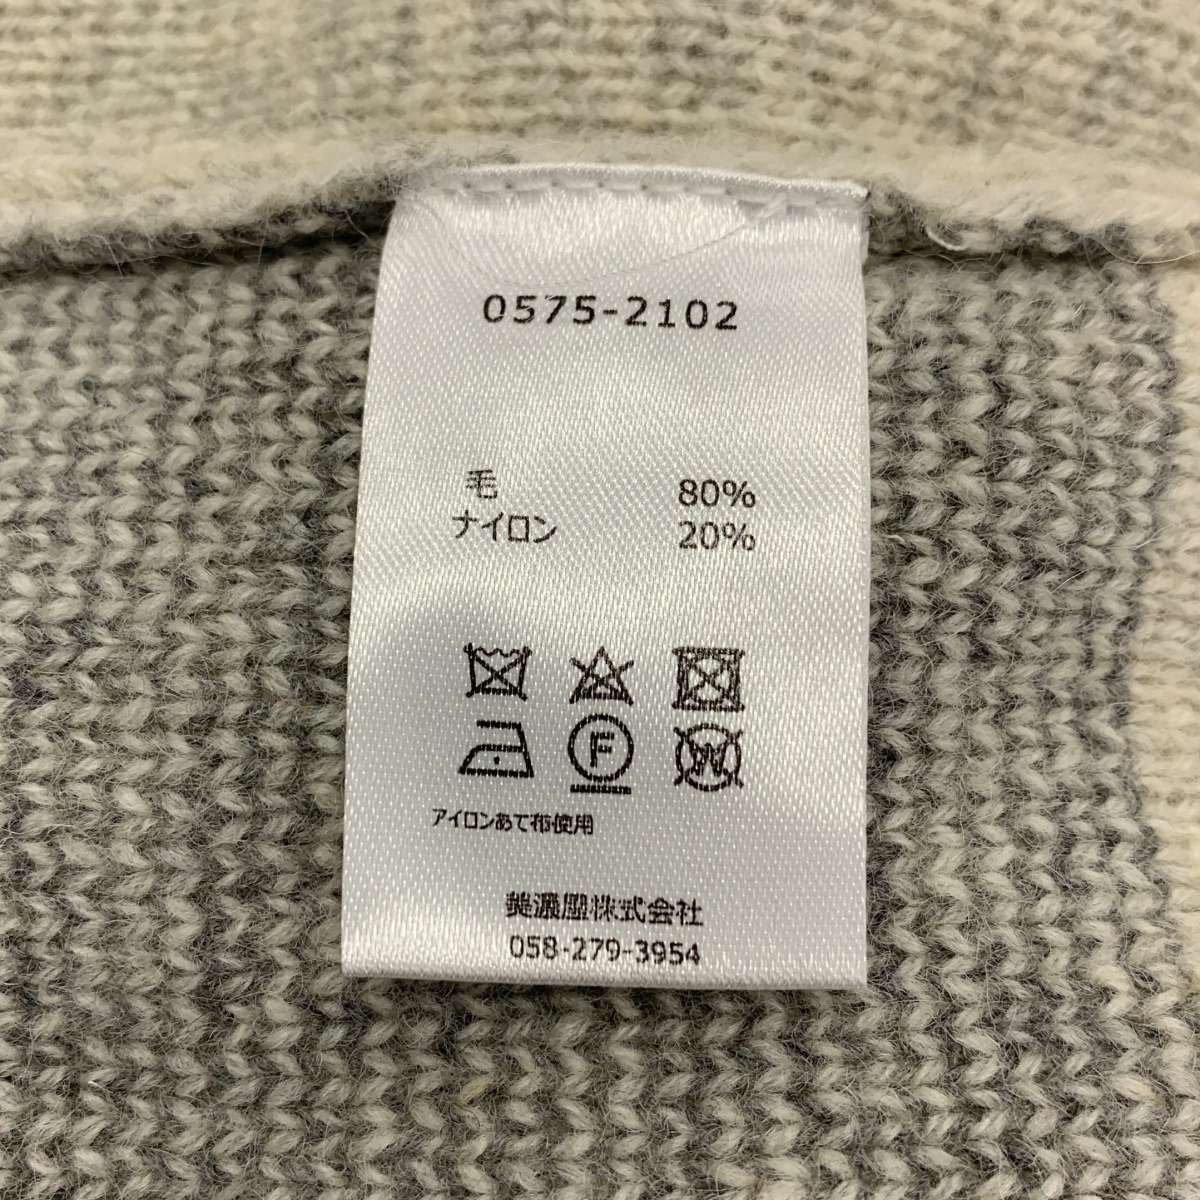 0575-2102
毛 80%
ナイロン 20%
F
W
アイロンあて布使用
美濃屋株式会社
058-279-3954